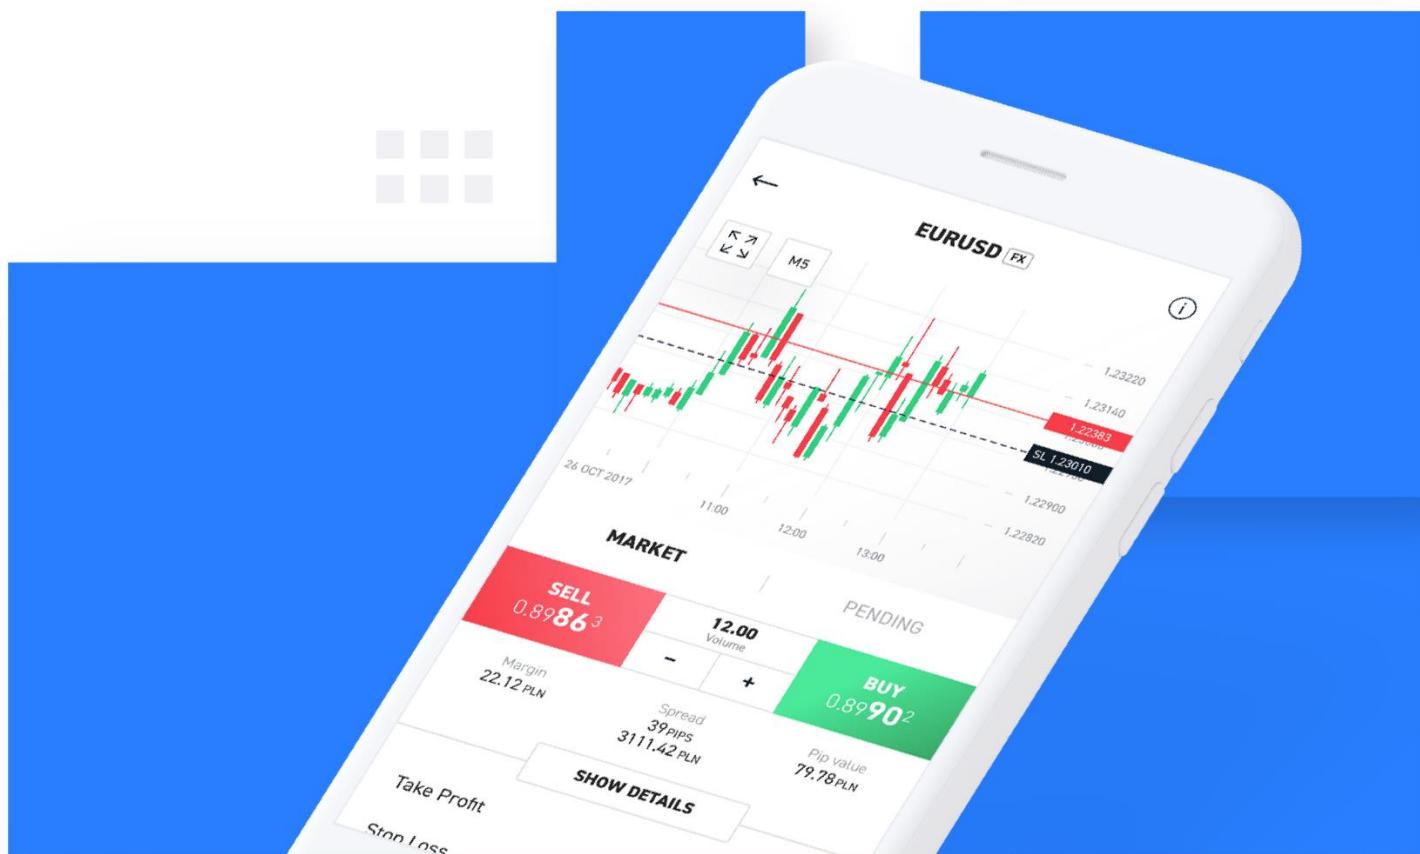 EURUSD FX
M5
1.23220
1.23140
1.22383
SL 1.23010
1.22900
1.22820
26 OCT 2017
11:00
12:00
13:00
MARKET
PENDING
SELL
0.89863
12.00
Volume
-
+
BUY
0.89902
Margin
22.12 PLN
Spread
39 PIPS
3111.42 PLN
Pip value
79.78 PLN
SHOW DETAILS
Take Profit
Stop Loss